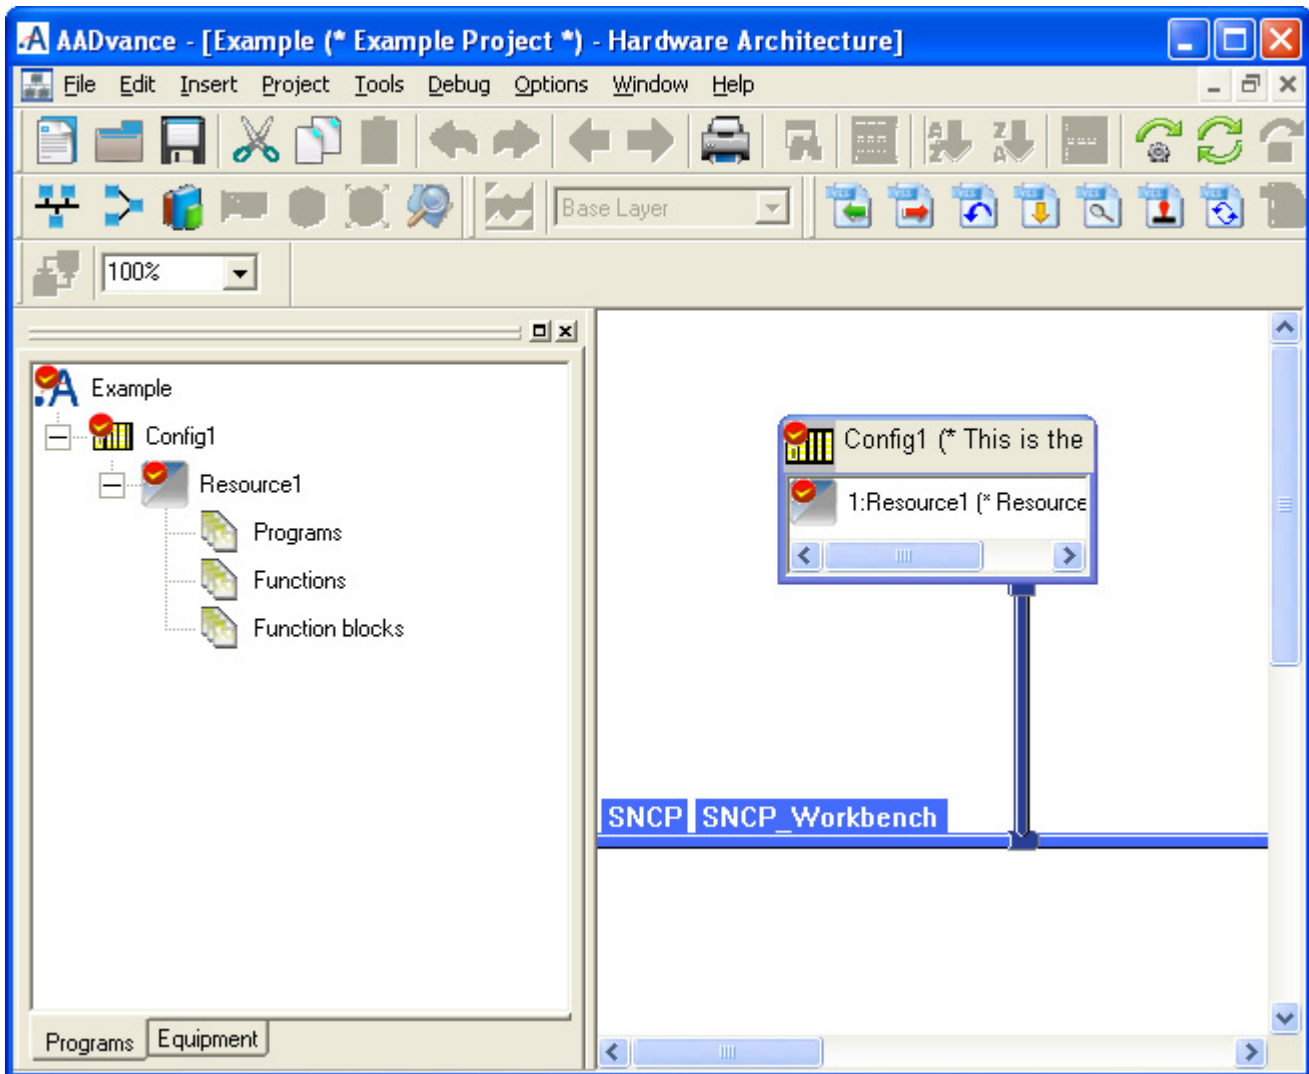 AADvance - [Example (* Example Project *) - Hardware Architecture]
File Edit Insert Project Tools Debug Options Window Help
Base Layer
100%
Example
Config1
Resource1
Programs
Functions
Function blocks
Programs Equipment
Config1 (* This is the
1:Resource1 (* Resource
SNCP SNCP_Workbench